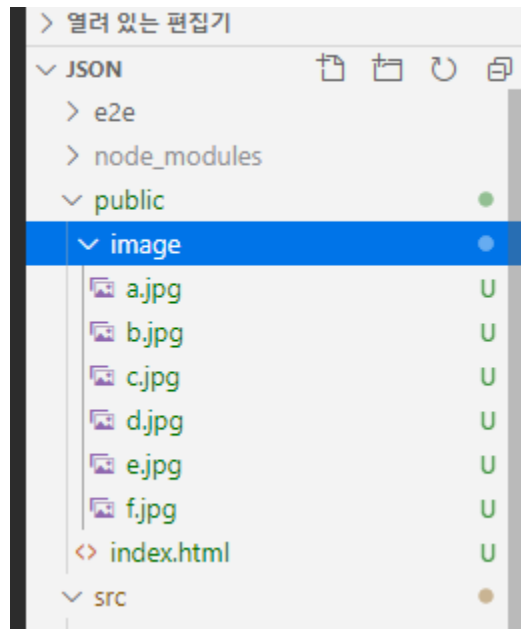 열려 있는 편집기
JSON
e2e
node_modules
public
image
a.jpg U
b.jpg U
c.jpg U
d.jpg U
e.jpg U
f.jpg U
<> index.html U
src